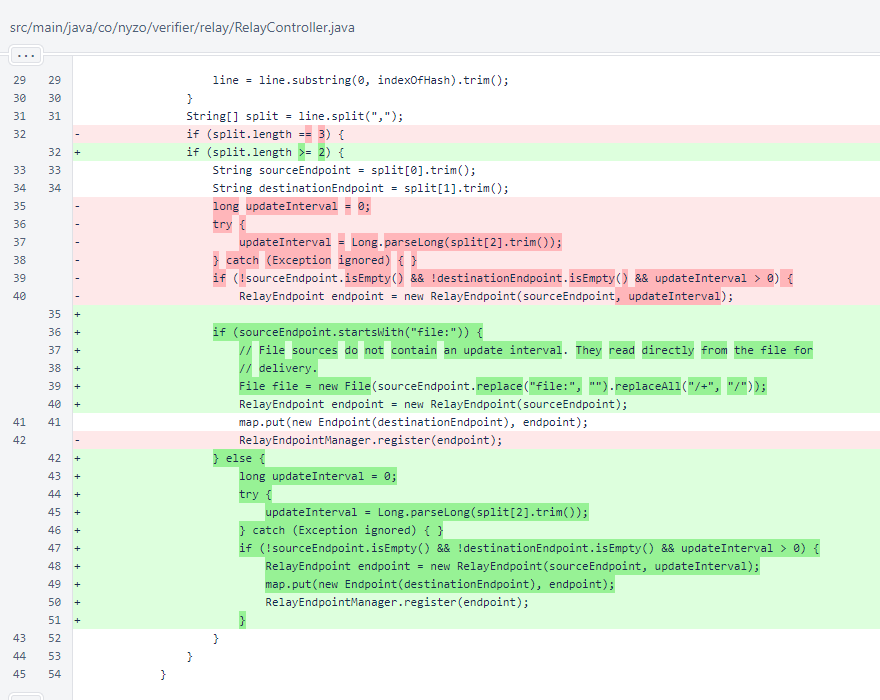 src/main/java/co/nyzo/verifier/relay/RelayController.java
...
29 29 line = line.substring(0, indexOfHash).trim();
30 30 }
31 31 String[] split = line.split(",");
32 - if (split.length == 3) {
32 + if (split.length >= 2) {
33 33 String sourceEndpoint = split[0].trim();
34 34 String destinationEndpoint = split[1].trim();
35 - long updateInterval = 0;
36 - try {
37 - updateInterval = Long.parseLong(split[2].trim());
38 - } catch (Exception ignored) { }
39 - if (!sourceEndpoint.isEmpty() && !destinationEndpoint.isEmpty() && updateInterval > 0) {
40 - RelayEndpoint endpoint = new RelayEndpoint(sourceEndpoint, updateInterval);
35 +
36 + if (sourceEndpoint.startsWith("file:")) {
37 + // File sources do not contain an update interval. They read directly from the file for
38 + // delivery.
39 + File file = new File(sourceEndpoint.replace("file:", "").replaceAll("/+", "/"));
40 + RelayEndpoint endpoint = new RelayEndpoint(sourceEndpoint);
41 41 map.put(new Endpoint(destinationEndpoint), endpoint);
42 - RelayEndpointManager.register(endpoint);
42 + } else {
43 + long updateInterval = 0;
44 + try {
45 + updateInterval = Long.parseLong(split[2].trim());
46 + } catch (Exception ignored) { }
47 + if (!sourceEndpoint.isEmpty() && !destinationEndpoint.isEmpty() && updateInterval > 0) {
48 + RelayEndpoint endpoint = new RelayEndpoint(sourceEndpoint, updateInterval);
49 + map.put(new Endpoint(destinationEndpoint), endpoint);
50 + RelayEndpointManager.register(endpoint);
51 + }
43 52 }
44 53 }
45 54 }